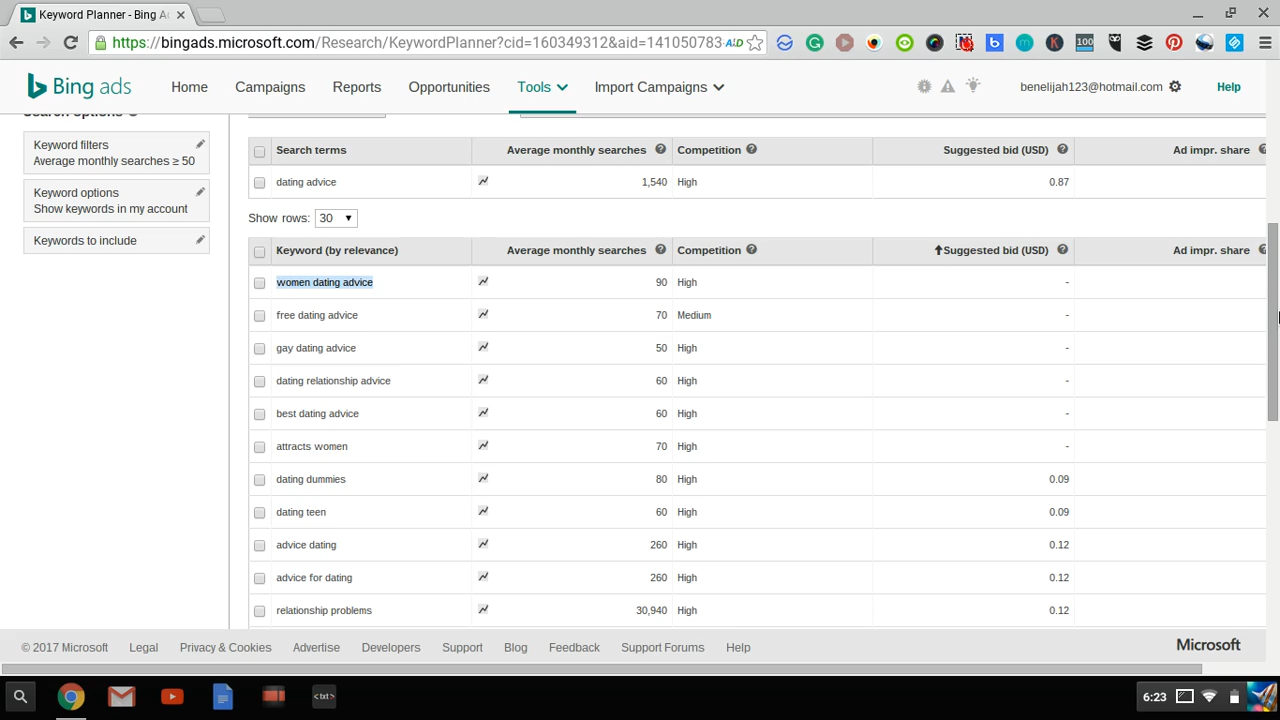 Keyword Planner - Bing A
https://bingads.microsoft.com/Research/KeywordPlanner?cid=160349312&aid=141050783
Bing ads
Home
Campaigns
Reports
Opportunities
Tools
Import Campaigns
benelijah123@hotmail.com
Help
Search options
Keyword filters
Average monthly searches ≥ 50
Keyword options
Show keywords in my account
Keywords to include
Search terms Average monthly searches Competition Suggested bid (USD) Ad impr. share
dating advice 1,540 High 0.87
Show rows: 30
Keyword (by relevance) Average monthly searches Competition Suggested bid (USD) Ad impr. share
women dating advice 90 High -
free dating advice 70 Medium -
gay dating advice 50 High -
dating relationship advice 60 High -
best dating advice 60 High -
attracts women 70 High -
dating dummies 80 High 0.09
dating teen 60 High 0.09
advice dating 260 High 0.12
advice for dating 260 High 0.12
relationship problems 30,940 High 0.12
© 2017 Microsoft Legal Privacy & Cookies Advertise Developers Support Blog Feedback Support Forums Help
Microsoft
<txt>
6:23